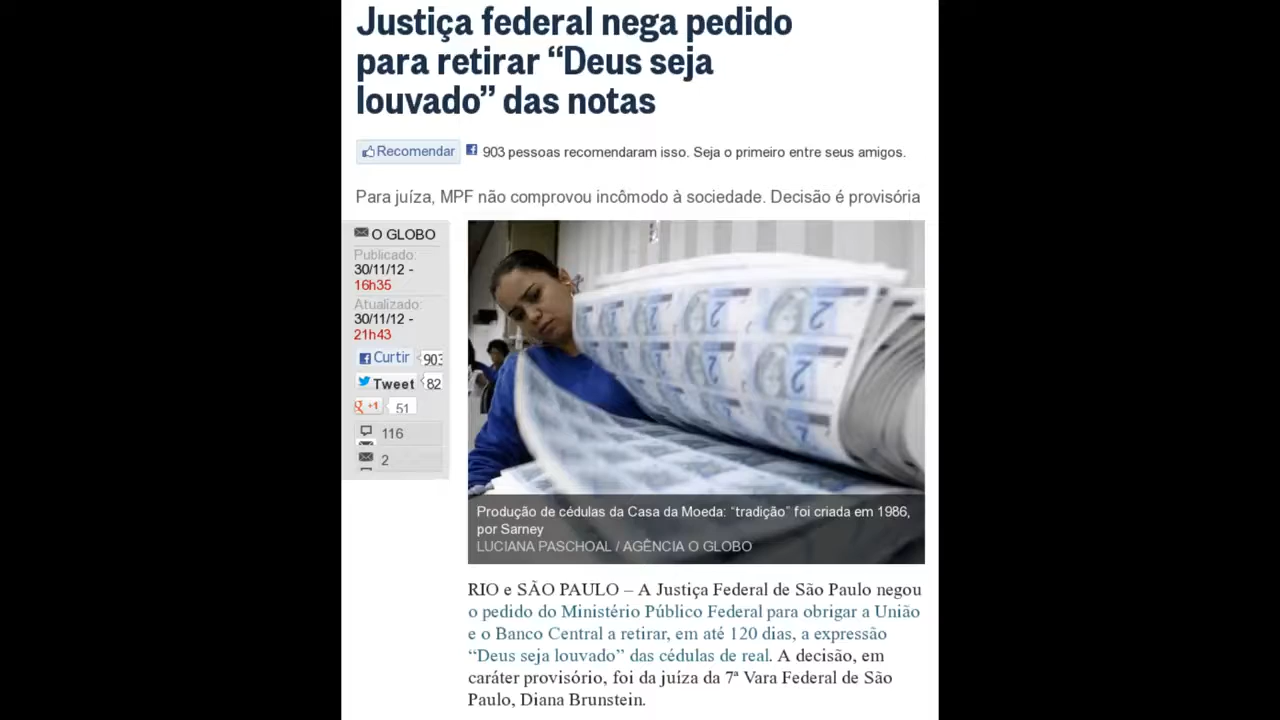 Justiça federal nega pedido
para retirar “Deus seja
louvado” das notas
Recomendar
903 pessoas recomendaram isso. Seja o primeiro entre seus amigos.
Para juíza, MPF não comprovou incômodo à sociedade. Decisão é provisória
O GLOBO
Publicado:
30/11/12 -
16h35
Atualizado:
30/11/12 -
21h43
Curtir 903
Tweet 82
+1 51
116
2
2 2 2 2
Produção de cédulas da Casa da Moeda: “tradição” foi criada em 1986,
por Sarney
LUCIANA PASCHOAL / AGÊNCIA O GLOBO
RIO e SÃO PAULO – A Justiça Federal de São Paulo negou
o pedido do Ministério Público Federal para obrigar a União
e o Banco Central a retirar, em até 120 dias, a expressão
“Deus seja louvado” das cédulas de real. A decisão, em
caráter provisório, foi da juíza da 7ª Vara Federal de São
Paulo, Diana Brunstein.